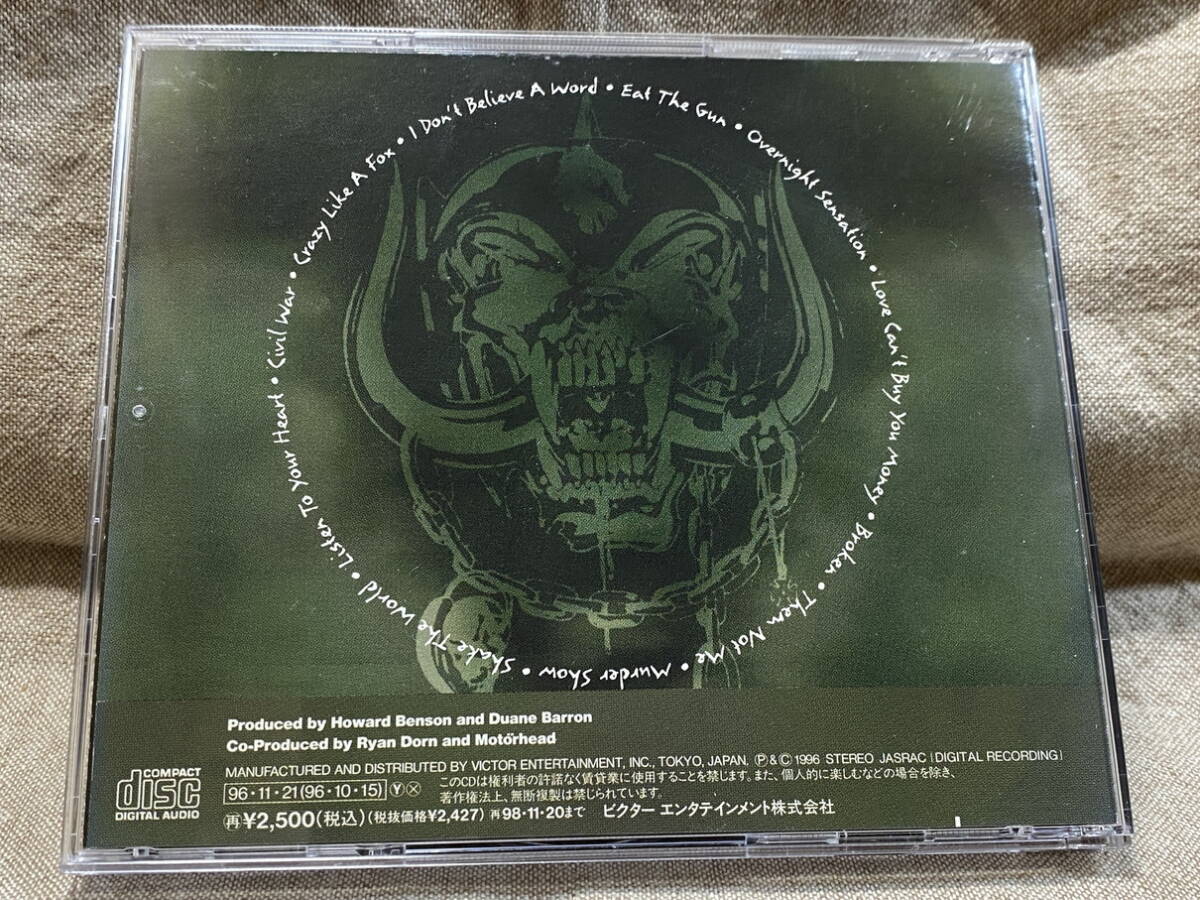 Crazy Like A Fox • I Don't Believe A Word • Eat The Gun • Overnight Sensation • Love Can't Buy You Money • Broken • Them Not Me • Murder Show • Shake The World • Listen To Your Heart • Civil War •
Produced by Howard Benson and Duane Barron
Co-Produced by Ryan Dorn and Motörhead
COMPACT
disc
DIGITAL AUDIO
MANUFACTURED AND DISTRIBUTED BY VICTOR ENTERTAINMENT, INC., TOKYO, JAPAN. Ⓟ&© 1996 STEREO JASRAC [DIGITAL RECORDING]
96・11・21(96・10・15) Ⓨ Ⓧ
このCDは権利者の許諾なく賃貸業に使用することを禁じます。また、個人的に楽しむなどの場合を除き、
著作権法上、無断複製は禁じられています。
再¥2,500(税込)(税抜価格¥2,427) 再98・11・20まで ビクター エンタテインメント株式会社